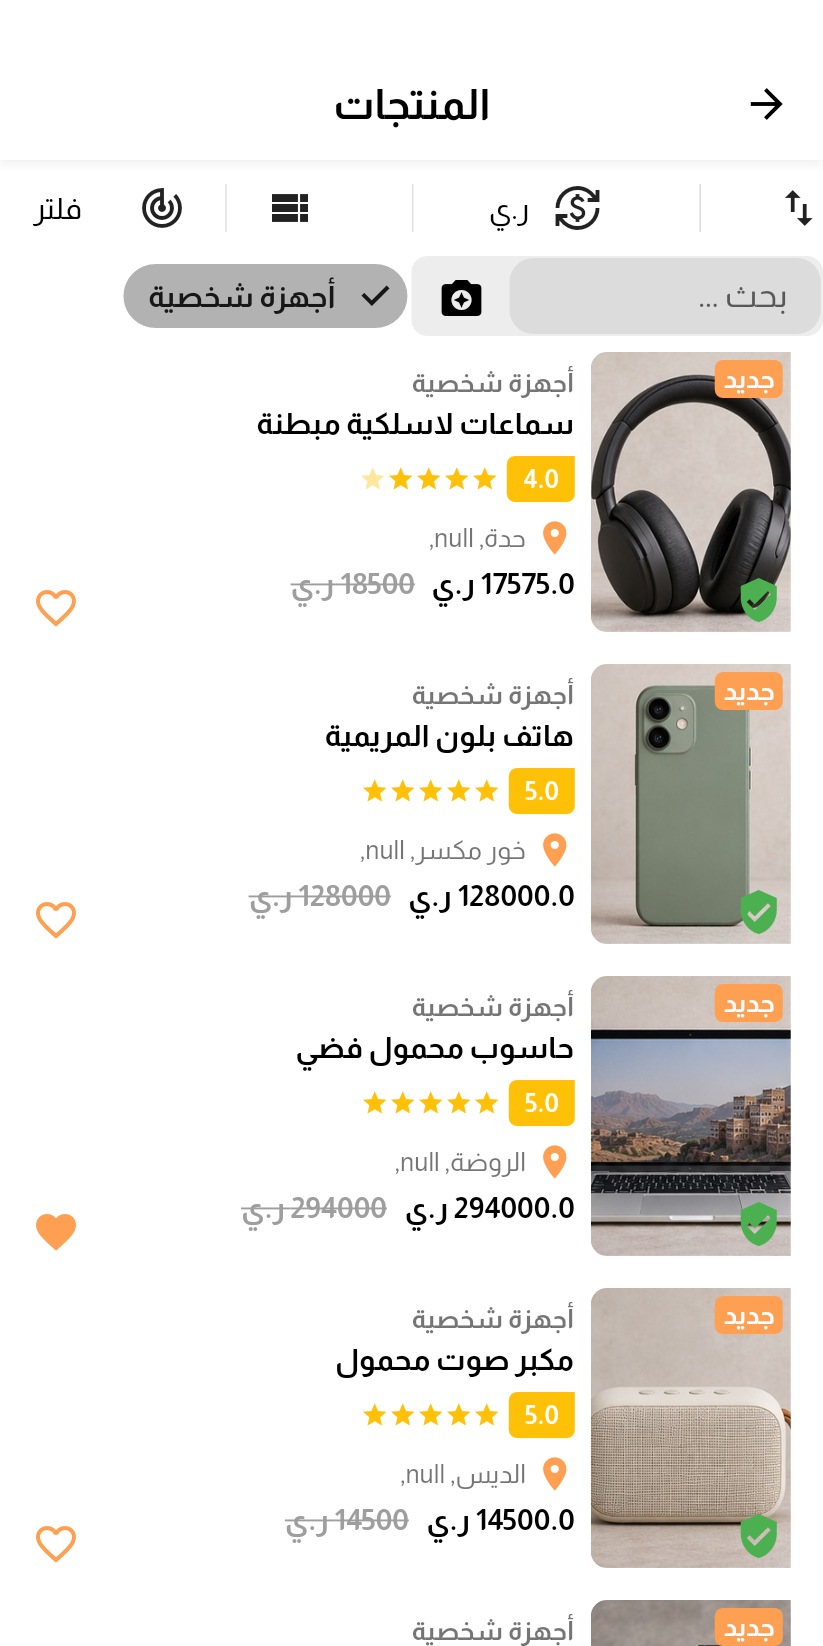 المنتجات
ر.ي
فلتر
بحث ...
أجهزة شخصية
جديد
أجهزة شخصية
سماعات لاسلكية مبطنة
4.0
حدة, null,
17575.0 ر.ي 18500 ر.ي
جديد
أجهزة شخصية
هاتف بلون المريمية
5.0
خور مكسر, null,
128000.0 ر.ي 128000 ر.ي
جديد
أجهزة شخصية
حاسوب محمول فضي
5.0
الروضة, null,
294000.0 ر.ي 294000 ر.ي
جديد
أجهزة شخصية
مكبر صوت محمول
5.0
الديس, null,
14500.0 ر.ي 14500 ر.ي
جديد
أجهزة شخصية